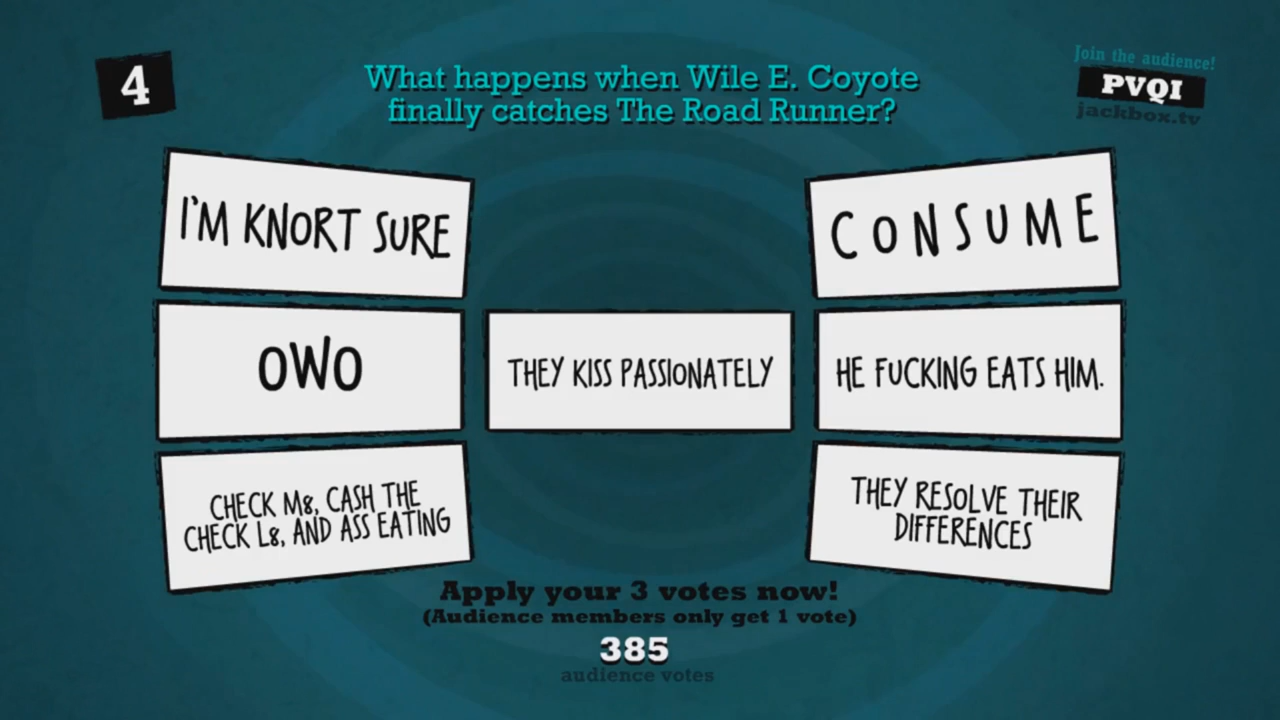 4
What happens when Wile E. Coyote
finally catches The Road Runner?
Join the audience!
PVQI
jackbox.tv
I'M KNORT SURE
C O N S U M E
OWO
THEY KISS PASSIONATELY
HE FUCKING EATS HIM.
CHECK M8, CASH THE
CHECK L8, AND ASS EATING
THEY RESOLVE THEIR
DIFFERENCES
Apply your 3 votes now!
(Audience members only get 1 vote)
385
audience votes